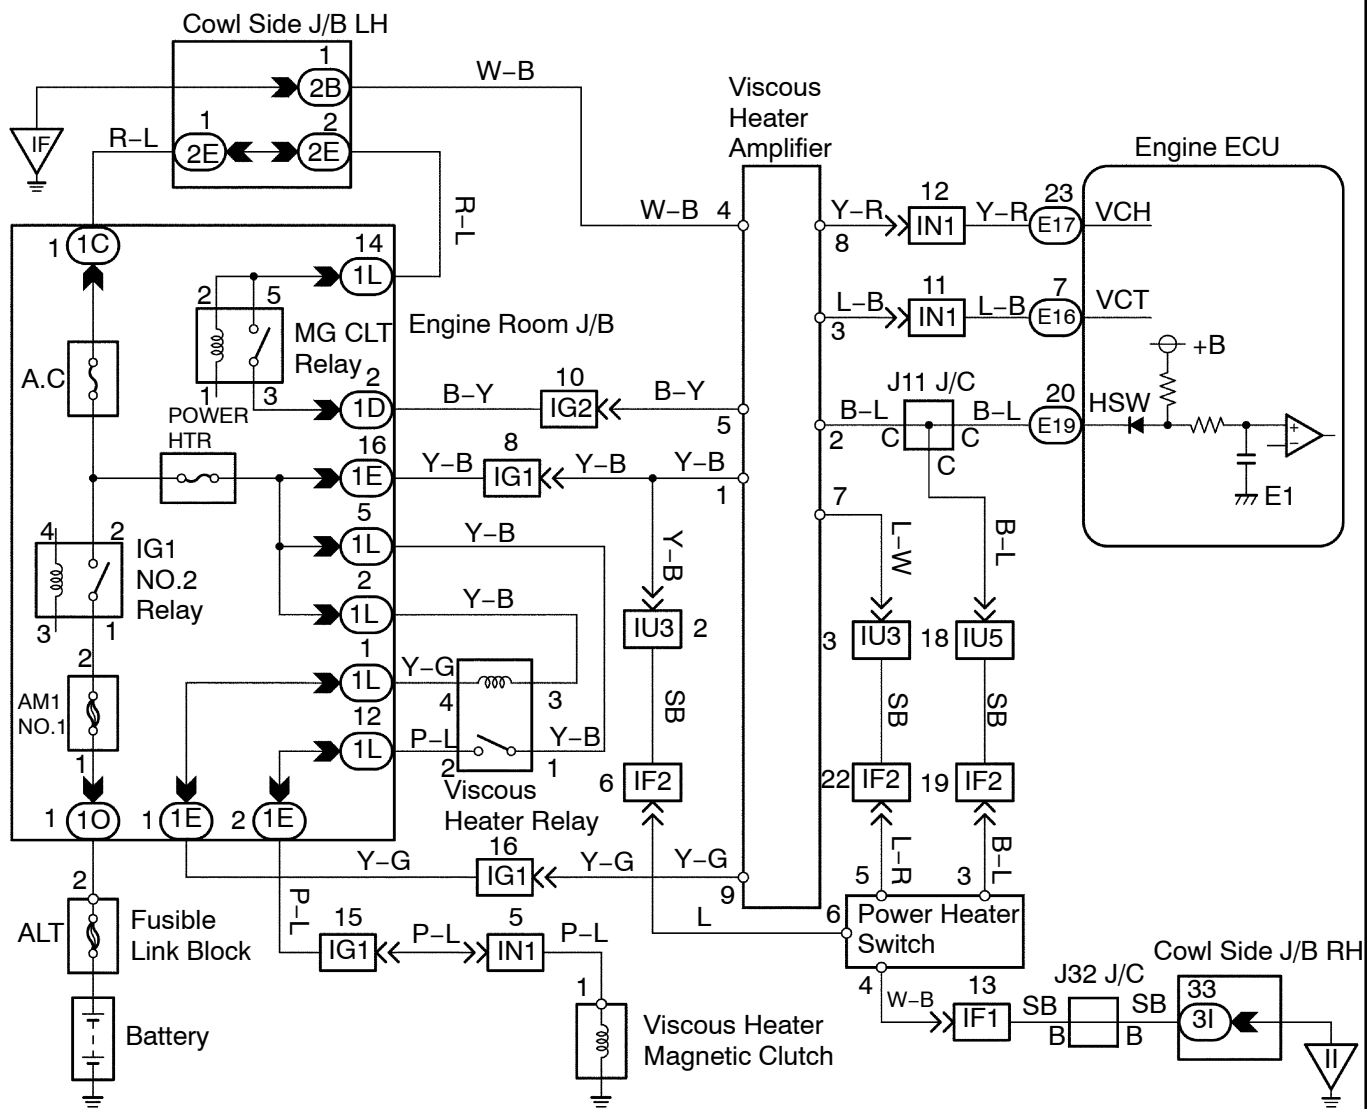 Cowl Side J/B LH
1
2B
W–B
IF
R–L
1
2E
2
2E
Viscous
Heater
Amplifier
Engine ECU
R–L
W–B 4
Y–R
8
12
IN1
Y–R
23
E17
VCH
1
1C
14
1L
2
5
MG CLT
Relay
1
3
Engine Room J/B
L–B
3
11
IN1
L–B
7
E16
VCT
+B
A.C
POWER
HTR
2
1D
B–Y
10
IG2
B–Y
5
B–L
2
J11 J/C
C
C
C
B–L
20
E19
HSW
+
−
E1
16
1E
Y–B
8
IG1
Y–B
Y–B
1
7
4
2
IG1
NO.2
Relay
3
1
5
1L
Y–B
Y–B
L–W
B–L
2
1L
Y–B
IU3
2
3
IU3
18
IU5
2
AM1
NO.1
1
1
1L
Y–G
4
3
12
1L
P–L
2
1
Y–B
SB
SB
SB
Viscous
Heater Relay
6
IF2
22
IF2
19
IF2
1
1O
1
1E
2
1E
Y–G
16
IG1
Y–G
Y–G
9
L–R
B–L
2
ALT
Fusible
Link Block
P–L
15
IG1
P–L
5
IN1
P–L
L
5
3
6
Power Heater
Switch
4
W–B
13
IF1
SB
B
J32 J/C
SB
B
Cowl Side J/B RH
33
3I
II
Battery
1
Viscous Heater
Magnetic Clutch